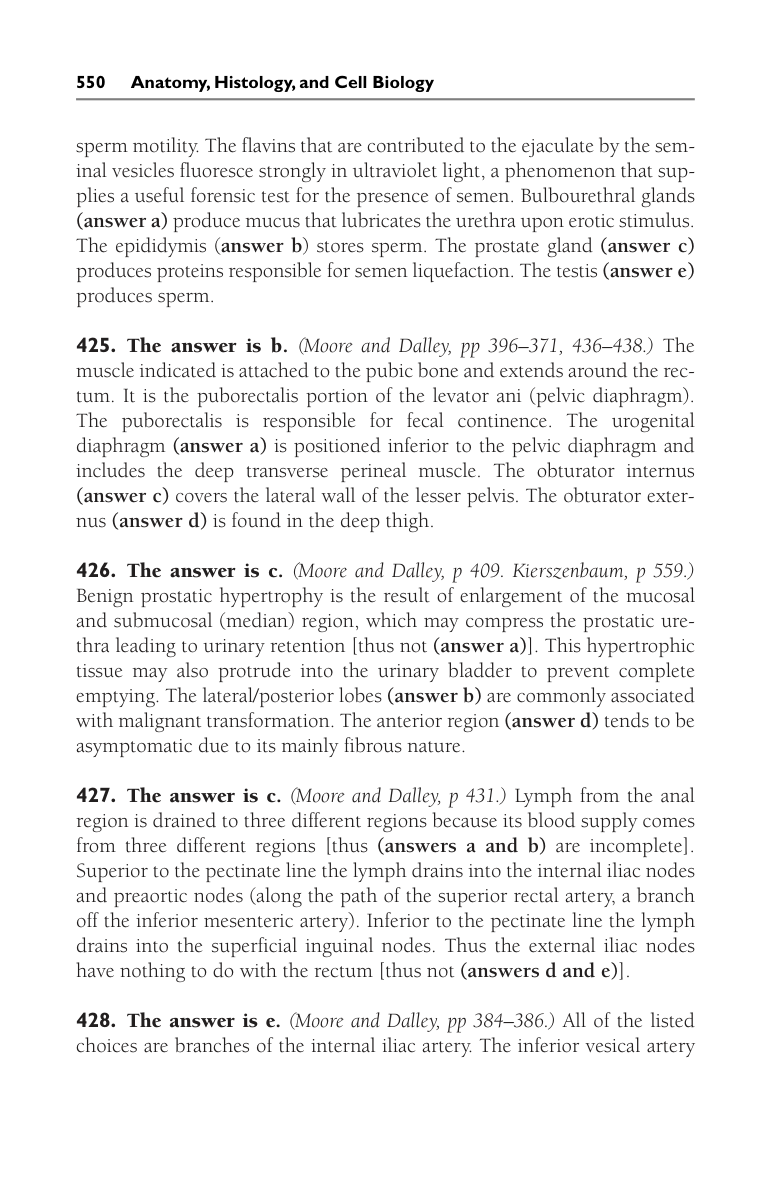 550 Anatomy, Histology, and Cell Biology
sperm motility. The flavins that are contributed to the ejaculate by the sem-
inal vesicles fluoresce strongly in ultraviolet light, a phenomenon that sup-
plies a useful forensic test for the presence of semen. Bulbourethral glands
(answer a) produce mucus that lubricates the urethra upon erotic stimulus.
The epididymis (answer b) stores sperm. The prostate gland (answer c)
produces proteins responsible for semen liquefaction. The testis (answer e)
produces sperm.
425. The answer is b. (Moore and Dalley, pp 396–371, 436–438.) The
muscle indicated is attached to the pubic bone and extends around the rec-
tum. It is the puborectalis portion of the levator ani (pelvic diaphragm).
The puborectalis is responsible for fecal continence. The urogenital
diaphragm (answer a) is positioned inferior to the pelvic diaphragm and
includes the deep transverse perineal muscle. The obturator internus
(answer c) covers the lateral wall of the lesser pelvis. The obturator exter-
nus (answer d) is found in the deep thigh.
426. The answer is c. (Moore and Dalley, p 409. Kierszenbaum, p 559.)
Benign prostatic hypertrophy is the result of enlargement of the mucosal
and submucosal (median) region, which may compress the prostatic ure-
thra leading to urinary retention [thus not (answer a)]. This hypertrophic
tissue may also protrude into the urinary bladder to prevent complete
emptying. The lateral/posterior lobes (answer b) are commonly associated
with malignant transformation. The anterior region (answer d) tends to be
asymptomatic due to its mainly fibrous nature.
427. The answer is c. (Moore and Dalley, p 431.) Lymph from the anal
region is drained to three different regions because its blood supply comes
from three different regions [thus (answers a and b) are incomplete].
Superior to the pectinate line the lymph drains into the internal iliac nodes
and preaortic nodes (along the path of the superior rectal artery, a branch
off the inferior mesenteric artery). Inferior to the pectinate line the lymph
drains into the superficial inguinal nodes. Thus the external iliac nodes
have nothing to do with the rectum [thus not (answers d and e)].
428. The answer is e. (Moore and Dalley, pp 384–386.) All of the listed
choices are branches of the internal iliac artery. The inferior vesical artery